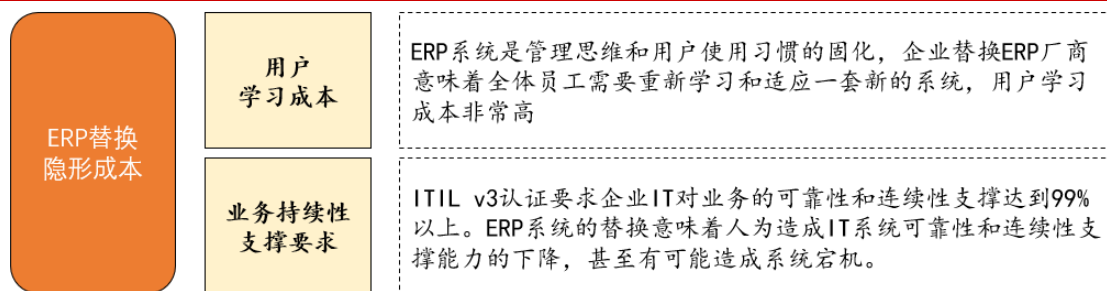 ERP替换
隐形成本
用户
学习成本
ERP系统是管理思维和用户使用习惯的固化，企业替换ERP厂商
意味着全体员工需要重新学习和适应一套新的系统，用户学习
成本非常高
业务持续性
支撑要求
ITIL v3认证要求企业IT对业务的可靠性和连续性支撑达到99%
以上。ERP系统的替换意味着人为造成IT系统可靠性和连续性支
撑能力的下降，甚至有可能造成系统宕机。